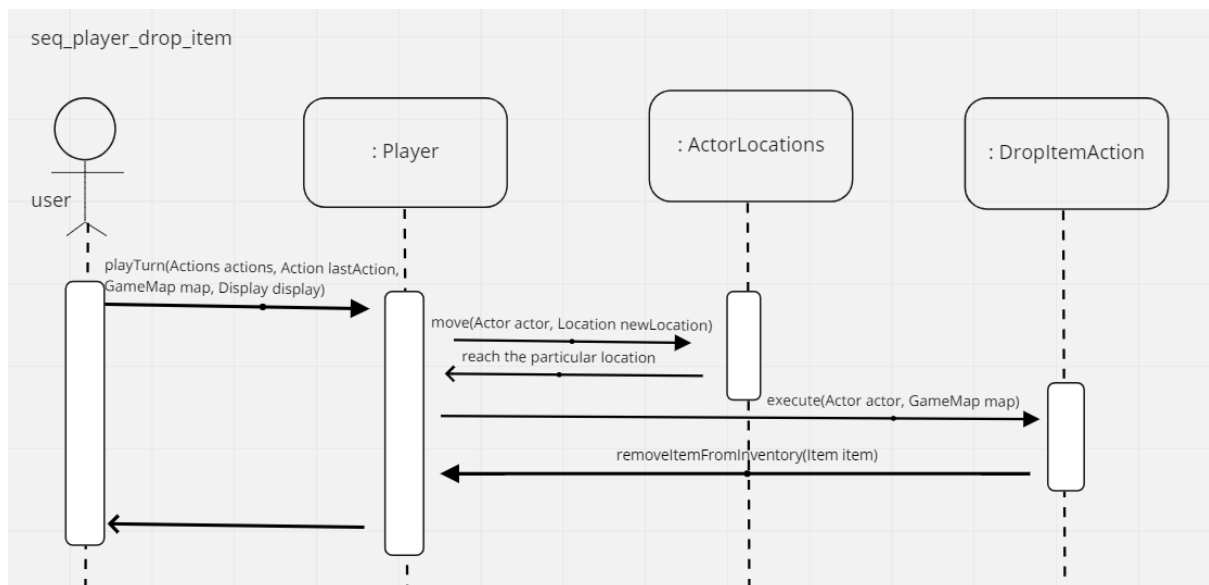 seq_player_drop_item
: Player
: ActorLocations
: DropItemAction
user
playTurn(Actions actions, Action lastAction,
GameMap map, Display display)
move(Actor actor, Location newLocation)
reach the particular location
execute(Actor actor, GameMap map)
removeItemFromInventory(Item item)